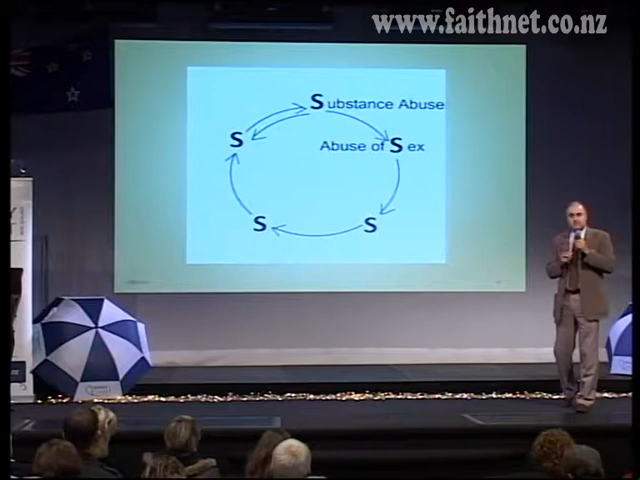 www.faithnet.co.nz
Substance Abuse
S
Abuse of Sex
S
S